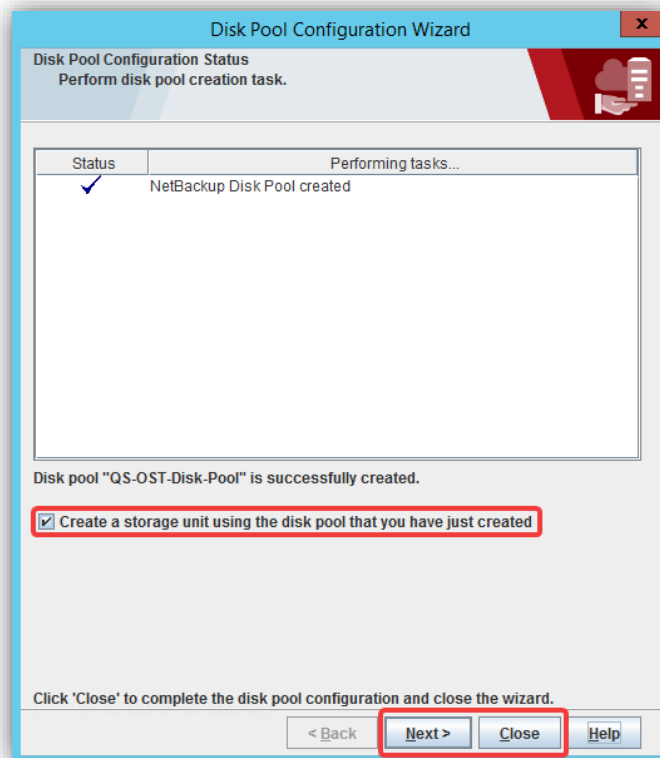 Disk Pool Configuration Wizard
x
Disk Pool Configuration Status
Perform disk pool creation task.
Status Performing tasks...
NetBackup Disk Pool created
Disk pool "QS-OST-Disk-Pool" is successfully created.
Create a storage unit using the disk pool that you have just created
Click 'Close' to complete the disk pool configuration and close the wizard.
< Back Next > Close Help